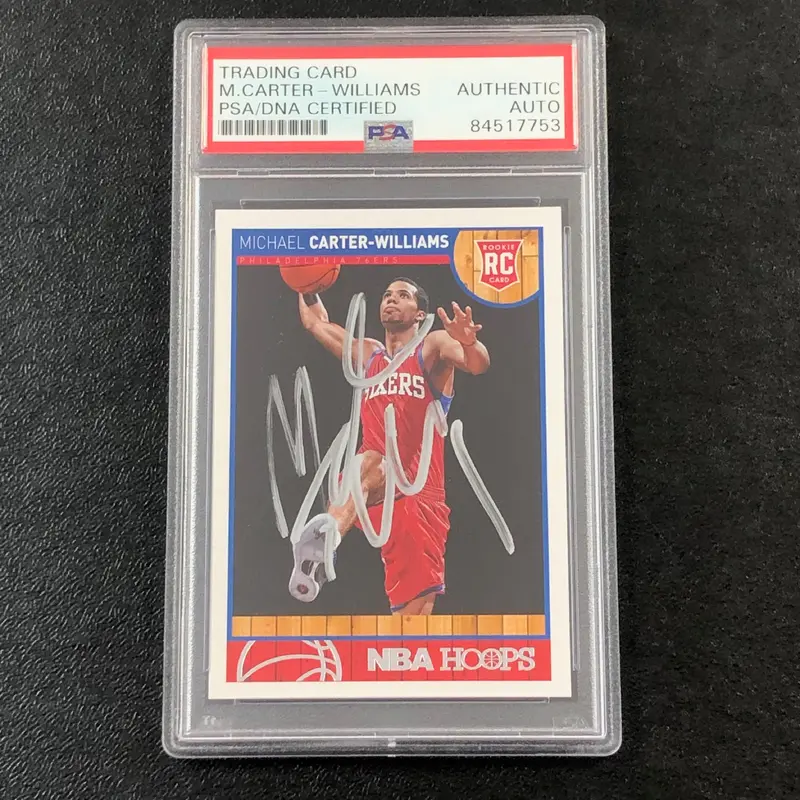 TRADING CARD
M.CARTER-WILLIAMS
PSA/DNA CERTIFIED
AUTHENTIC
AUTO
84517753
PSA
MICHAEL CARTER-WILLIAMS
PHILADELPHIA 76ERS
ROOKIE
RC
CARD
SIXERS
NBA HOOPS